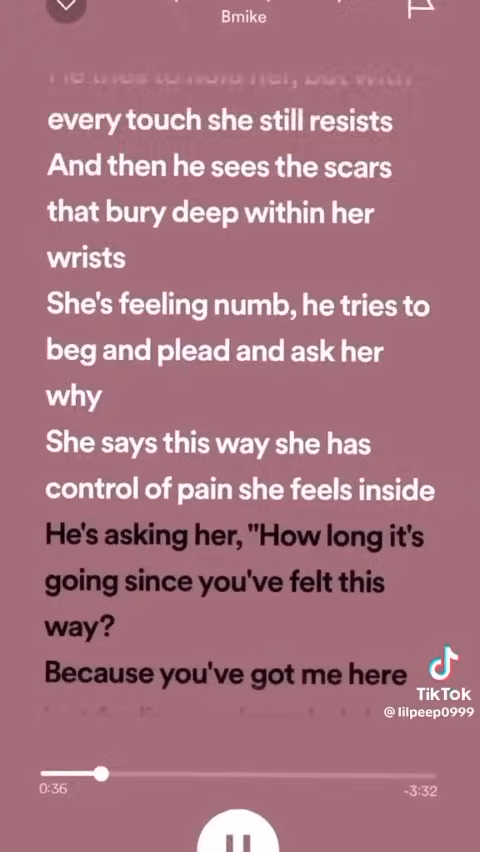 Bmike
every touch she still resists
And then he sees the scars
that bury deep within her
wrists
She's feeling numb, he tries to
beg and plead and ask her
why
She says this way she has
control of pain she feels inside
He's asking her, "How long it's
going since you've felt this
way?
Because you've got me here
TikTok
@lilpeep0999
0:36
-3:32